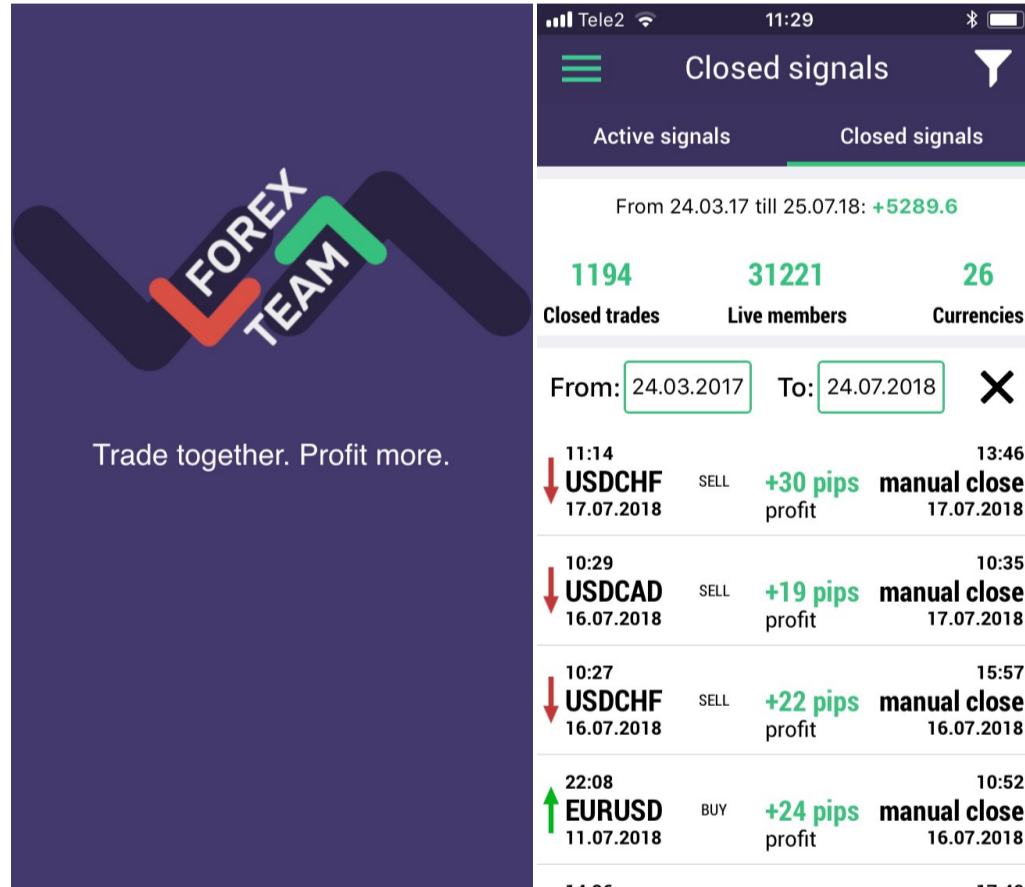 FOREX
TEAM
Trade together. Profit more.
Tele2 11:29
Closed signals
Active signals Closed signals
From 24.03.17 till 25.07.18: +5289.6
1194 31221 26
Closed trades Live members Currencies
From: 24.03.2017 To: 24.07.2018
11:14 13:46
USDCHF SELL +30 pips manual close
17.07.2018 profit 17.07.2018
10:29 10:35
USDCAD SELL +19 pips manual close
16.07.2018 profit 17.07.2018
10:27 15:57
USDCHF SELL +22 pips manual close
16.07.2018 profit 16.07.2018
22:08 10:52
EURUSD BUY +24 pips manual close
11.07.2018 profit 16.07.2018